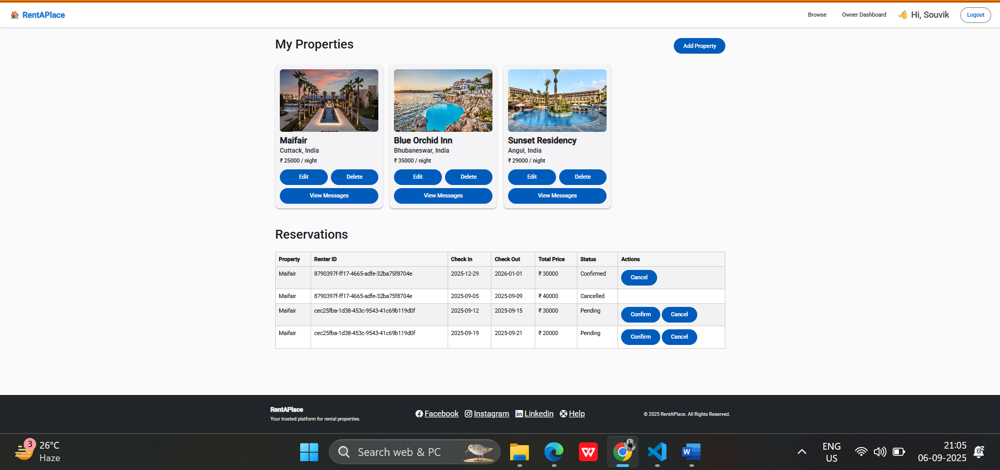 RentAPlace
Browse
Owner Dashboard
👋 Hi, Souvik
Logout
My Properties
Add Property
Maifair
Cuttack, India
₹ 25000 / night
Edit
Delete
View Messages
Blue Orchid Inn
Bhubaneswar, India
₹ 35000 / night
Edit
Delete
View Messages
Sunset Residency
Angul, India
₹ 29000 / night
Edit
Delete
View Messages
Reservations
Property Renter ID Check In Check Out Total Price Status Actions
Maifair 8790397f-ff17-4665-adfe-32ba75f8704e 2025-12-29 2026-01-01 ₹ 30000 Confirmed Cancel
Maifair 8790397f-ff17-4665-adfe-32ba75f8704e 2025-09-05 2025-09-09 ₹ 40000 Cancelled
Maifair cec25fba-1d38-453c-9543-41c69b119d0f 2025-09-12 2025-09-15 ₹ 30000 Pending Confirm Cancel
Maifair cec25fba-1d38-453c-9543-41c69b119d0f 2025-09-19 2025-09-21 ₹ 20000 Pending Confirm Cancel
RentAPlace
Your trusted platform for rental properties.
Facebook Instagram Linkedin Help
© 2025 RentAPlace. All Rights Reserved.
3
26°C
Haze
Search web & PC
W
W
ENG
US
21:05
06-09-2025